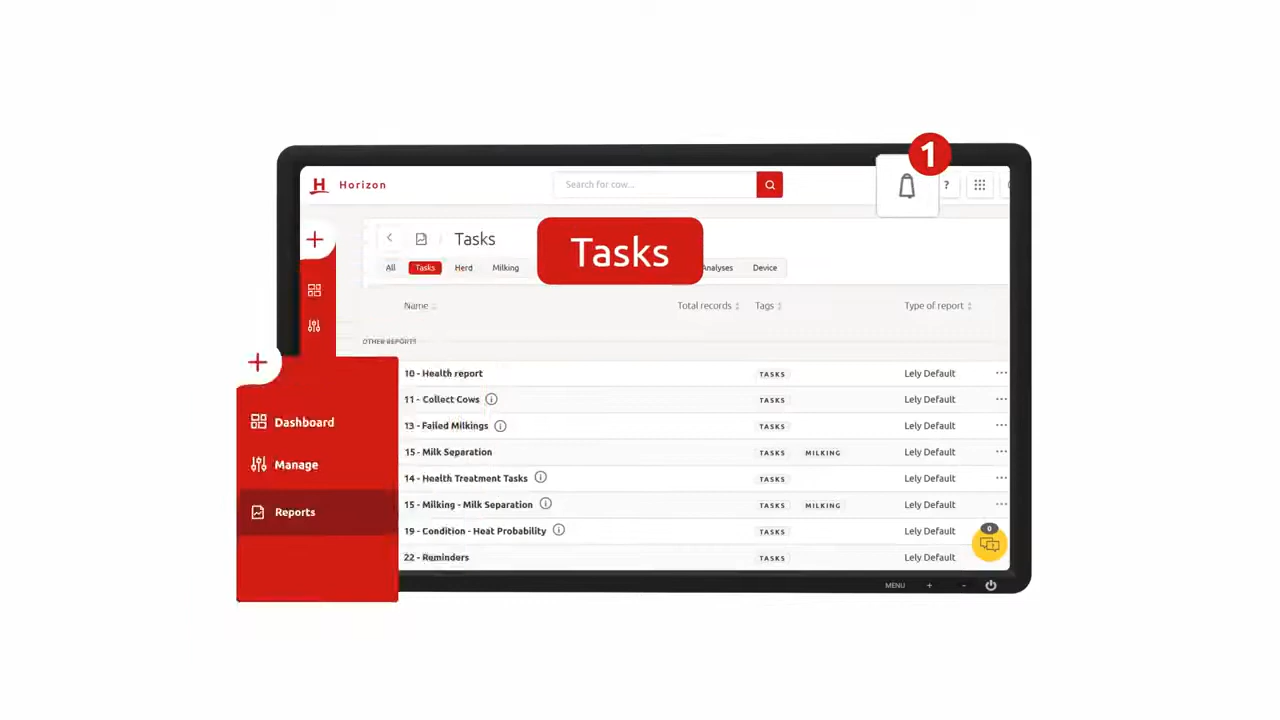 1
H Horizon
Search for cow...
?
Tasks
Tasks
All Tasks Herd Milking Analyses Device
Name Total records Tags Type of report
OTHER REPORTS
10 - Health report TASKS Lely Default
11 - Collect Cows TASKS Lely Default
13 - Failed Milkings TASKS Lely Default
15 - Milk Separation TASKS MILKING Lely Default
14 - Health Treatment Tasks TASKS Lely Default
15 - Milking - Milk Separation TASKS MILKING Lely Default
19 - Condition - Heat Probability TASKS Lely Default
22 - Reminders TASKS Lely Default
0
Dashboard
Manage
Reports
MENU + -